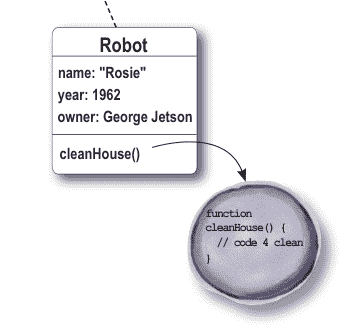 Robot
name: "Rosie"
year: 1962
owner: George Jetson
cleanHouse()
function
cleanHouse() {
// code 4 clean
}